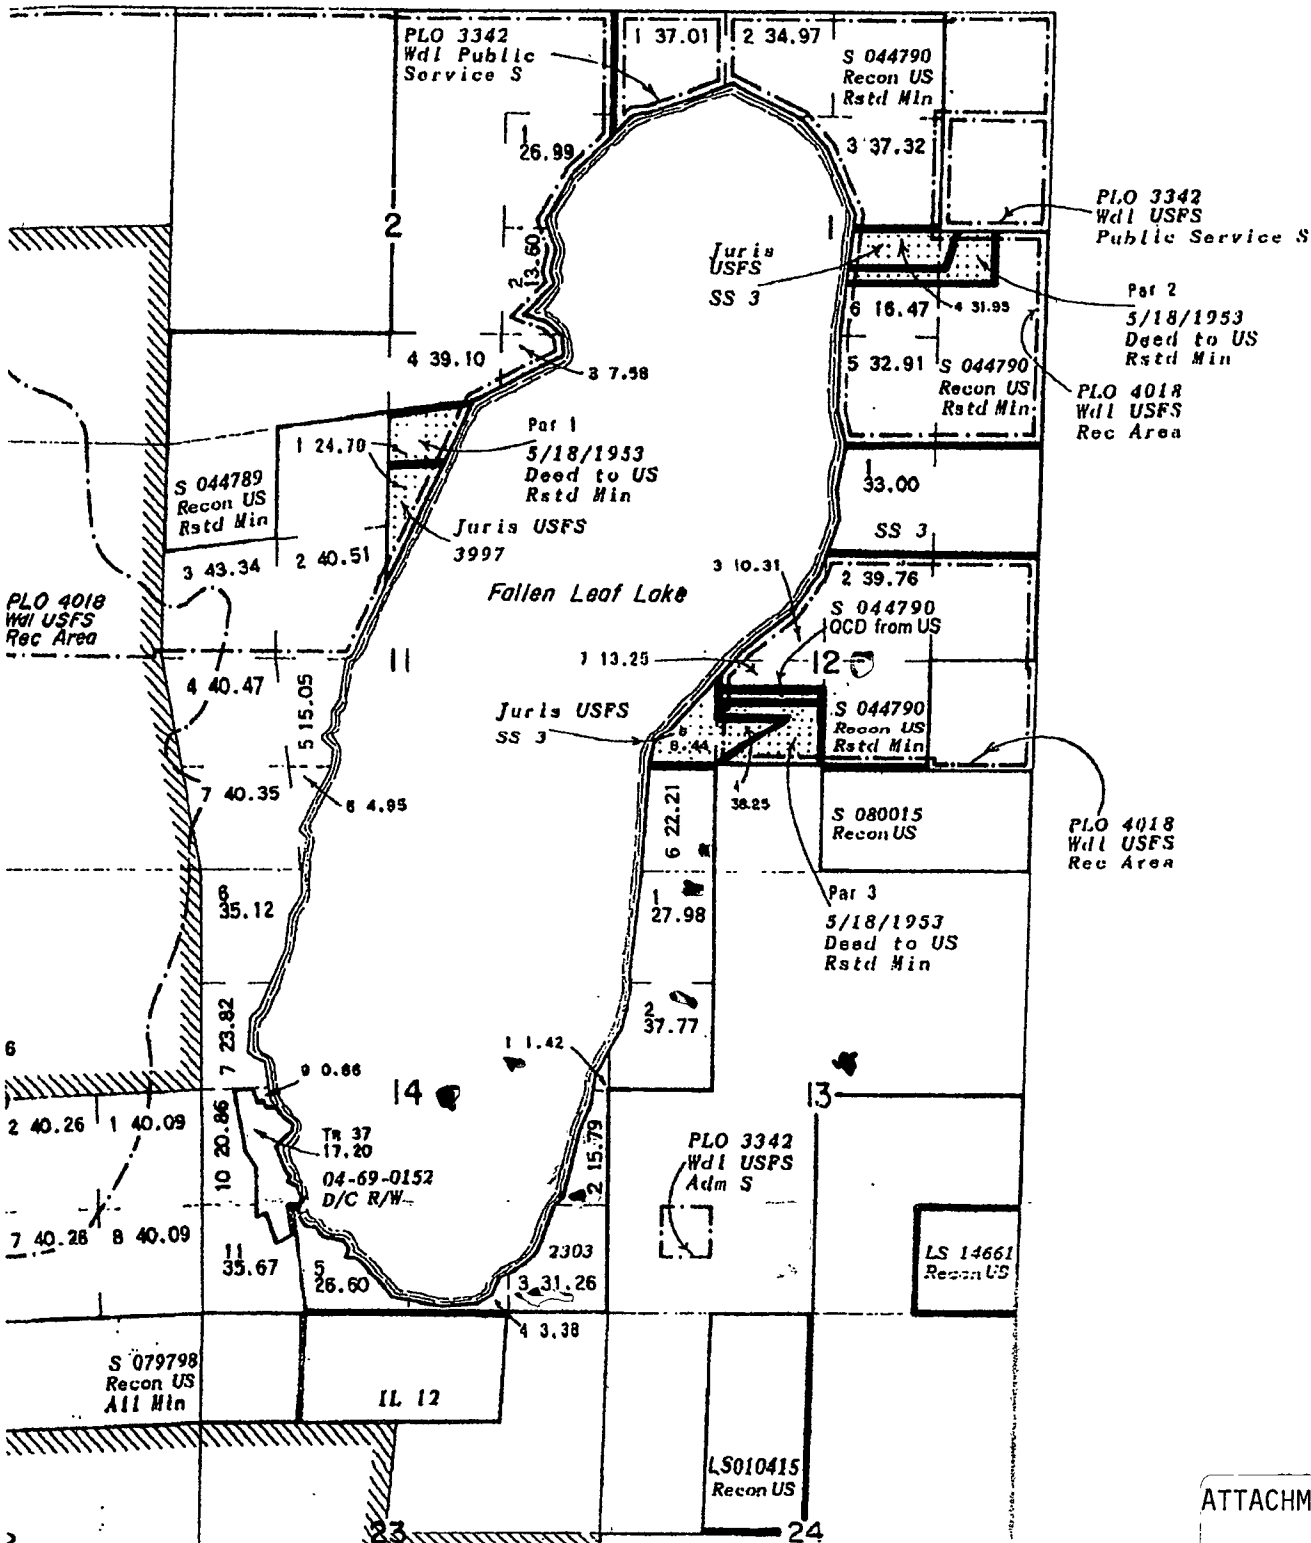 PLO 3342
Wdl Public
Service S
1 37.01
2 34.97
S 044790
Recon US
Rstd Min
1
26.99
3 37.32
2
1
PLO 3342
Wdl USFS
Public Service S
2 13.60
Juris
USFS
SS 3
Par 2
5/18/1953
Deed to US
Rstd Min
6 16.47
4 31.95
4 39.10
3 7.58
5 32.91
S 044790
Recon US
Rstd Min
PLO 4018
Wdl USFS
Rec Area
Par 1
5/18/1953
Deed to US
Rstd Min
1 24.70
S 044789
Recon US
Rstd Min
1
33.00
SS 3
Juris USFS
3997
3 43.34
2 40.51
3 10.31
2 39.76
Fallen Leaf Lake
S 044790
QCD from US
PLO 4018
Wdl USFS
Rec Area
11
7 13.25
12
4 40.47
5 15.05
Juris USFS
SS 3
S 044790
Recon US
Rstd Min
8
8.44
4
38.25
7 40.35
6 4.95
6 22.21
S 080015
Recon US
PLO 4018
Wdl USFS
Rec Area
6
35.12
1
27.98
Par 3
5/18/1953
Deed to US
Rstd Min
7 23.82
2
37.77
6
1 1.42
9 0.86
14
13
2 40.26
1 40.09
10 20.86
TR 37
17.20
04-69-0152
D/C R/W
2 15.79
PLO 3342
Wdl USFS
Adm S
7 40.26
8 40.09
11
35.67
5
26.60
2303
3 31.26
LS 14661
Recon US
4 3.38
S 079798
Recon US
All Min
IL 12
LS010415
Recon US
23
24
ATTACHM